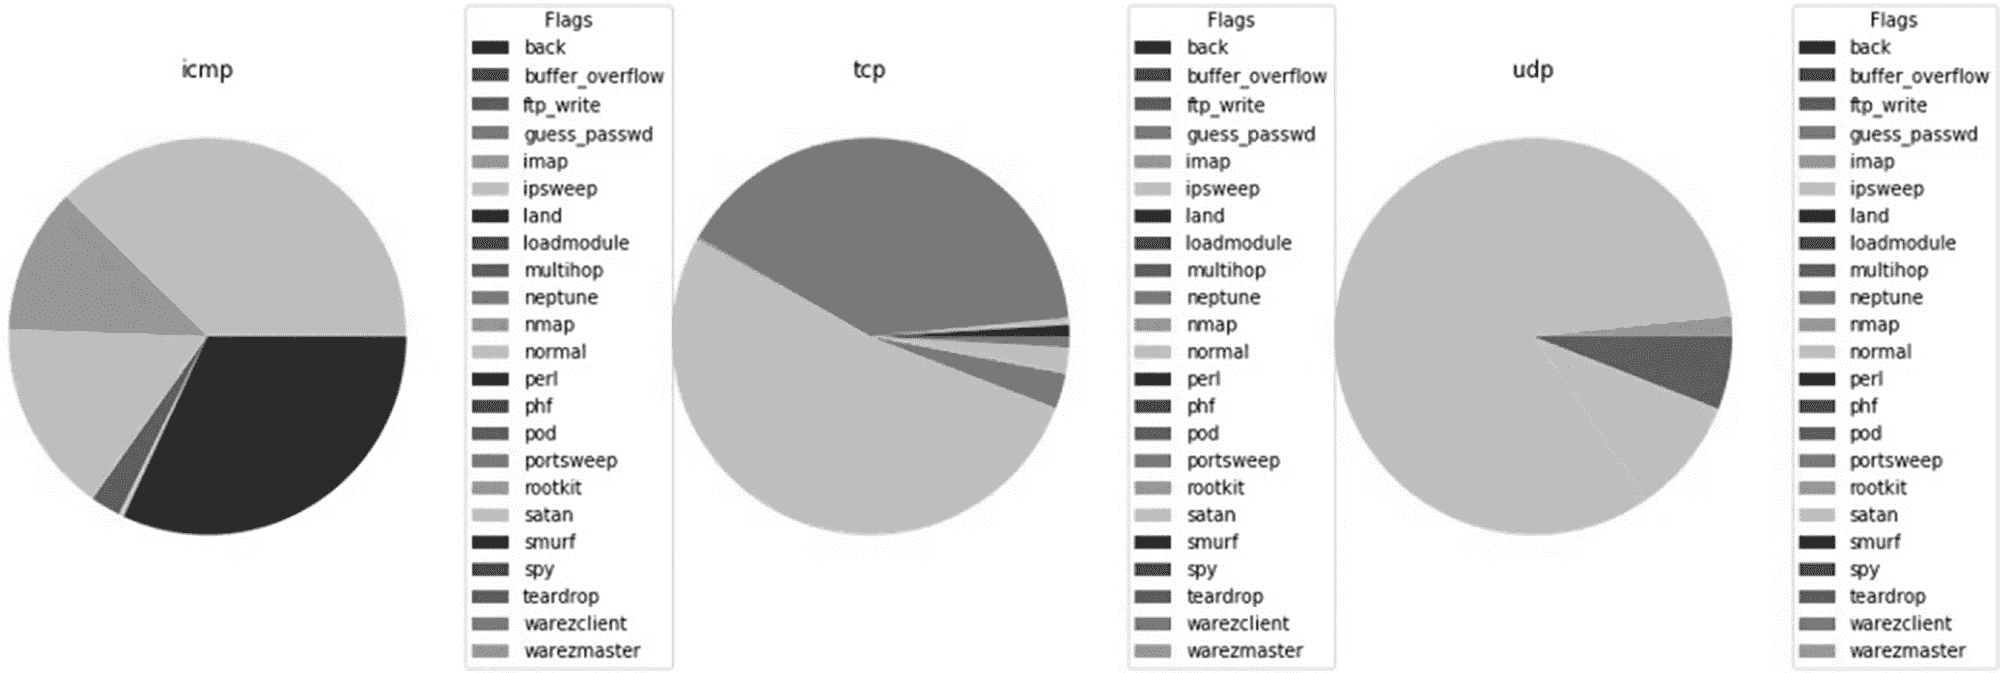 icmp
Flags
back
buffer_overflow
ftp_write
guess_passwd
imap
ipsweep
land
loadmodule
multihop
neptune
nmap
normal
perl
phf
pod
portsweep
rootkit
satan
smurf
spy
teardrop
warezclient
warezmaster
tcp
Flags
back
buffer_overflow
ftp_write
guess_passwd
imap
ipsweep
land
loadmodule
multihop
neptune
nmap
normal
perl
phf
pod
portsweep
rootkit
satan
smurf
spy
teardrop
warezclient
warezmaster
udp
Flags
back
buffer_overflow
ftp_write
guess_passwd
imap
ipsweep
land
loadmodule
multihop
neptune
nmap
normal
perl
phf
pod
portsweep
rootkit
satan
smurf
spy
teardrop
warezclient
warezmaster